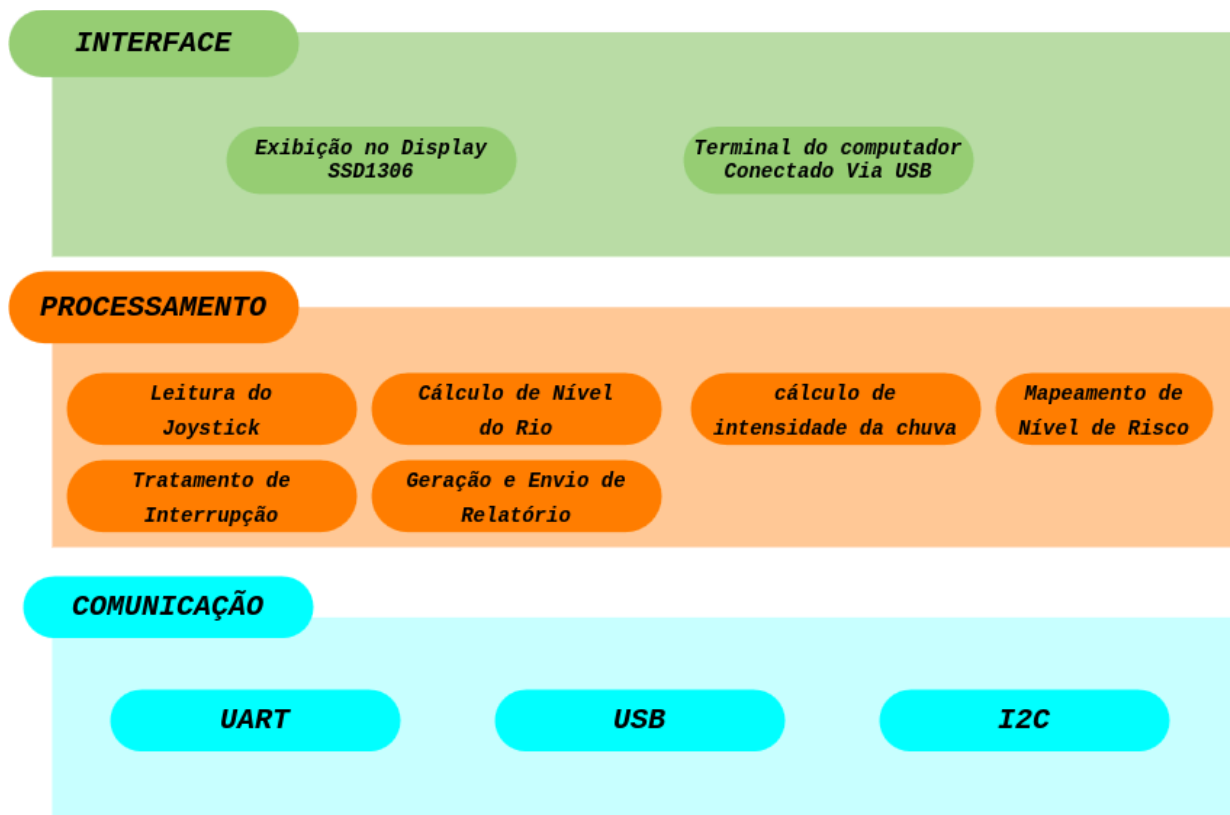 INTERFACE
Exibição no Display
SSD1306
Terminal do computador
Conectado Via USB
PROCESSAMENTO
Leitura do
Joystick
Cálculo de Nível
do Rio
cálculo de
intensidade da chuva
Mapeamento de
Nível de Risco
Tratamento de
Interrupção
Geração e Envio de
Relatório
COMUNICAÇÃO
UART
USB
I2C